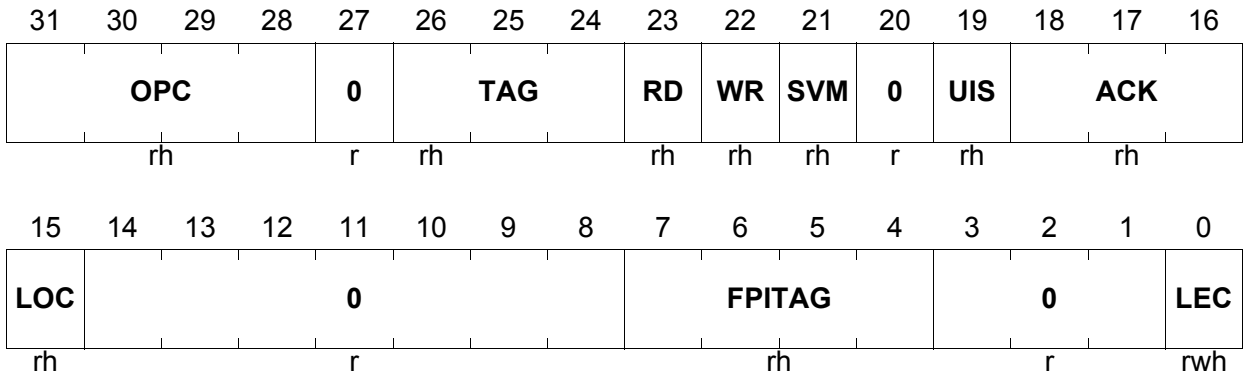 31 30 29 28 27 26 25 24 23 22 21 20 19 18 17 16
OPC 0 TAG RD WR SVM 0 UIS ACK
rh r rh rh rh rh r rh rh
15 14 13 12 11 10 9 8 7 6 5 4 3 2 1 0
LOC 0 FPITAG 0 LEC
rh r rh r rwh